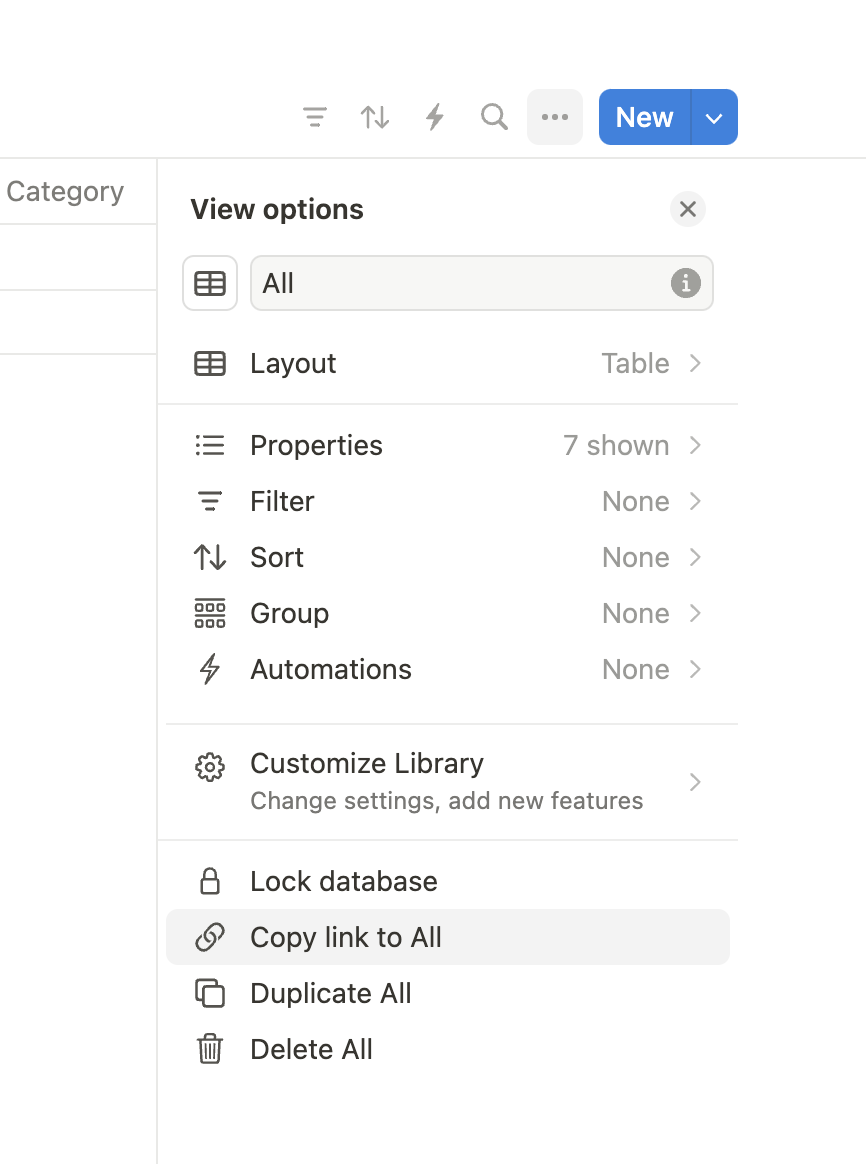 New
Category
View options
All
Layout Table
Properties 7 shown
Filter None
Sort None
Group None
Automations None
Customize Library
Change settings, add new features
Lock database
Copy link to All
Duplicate All
Delete All